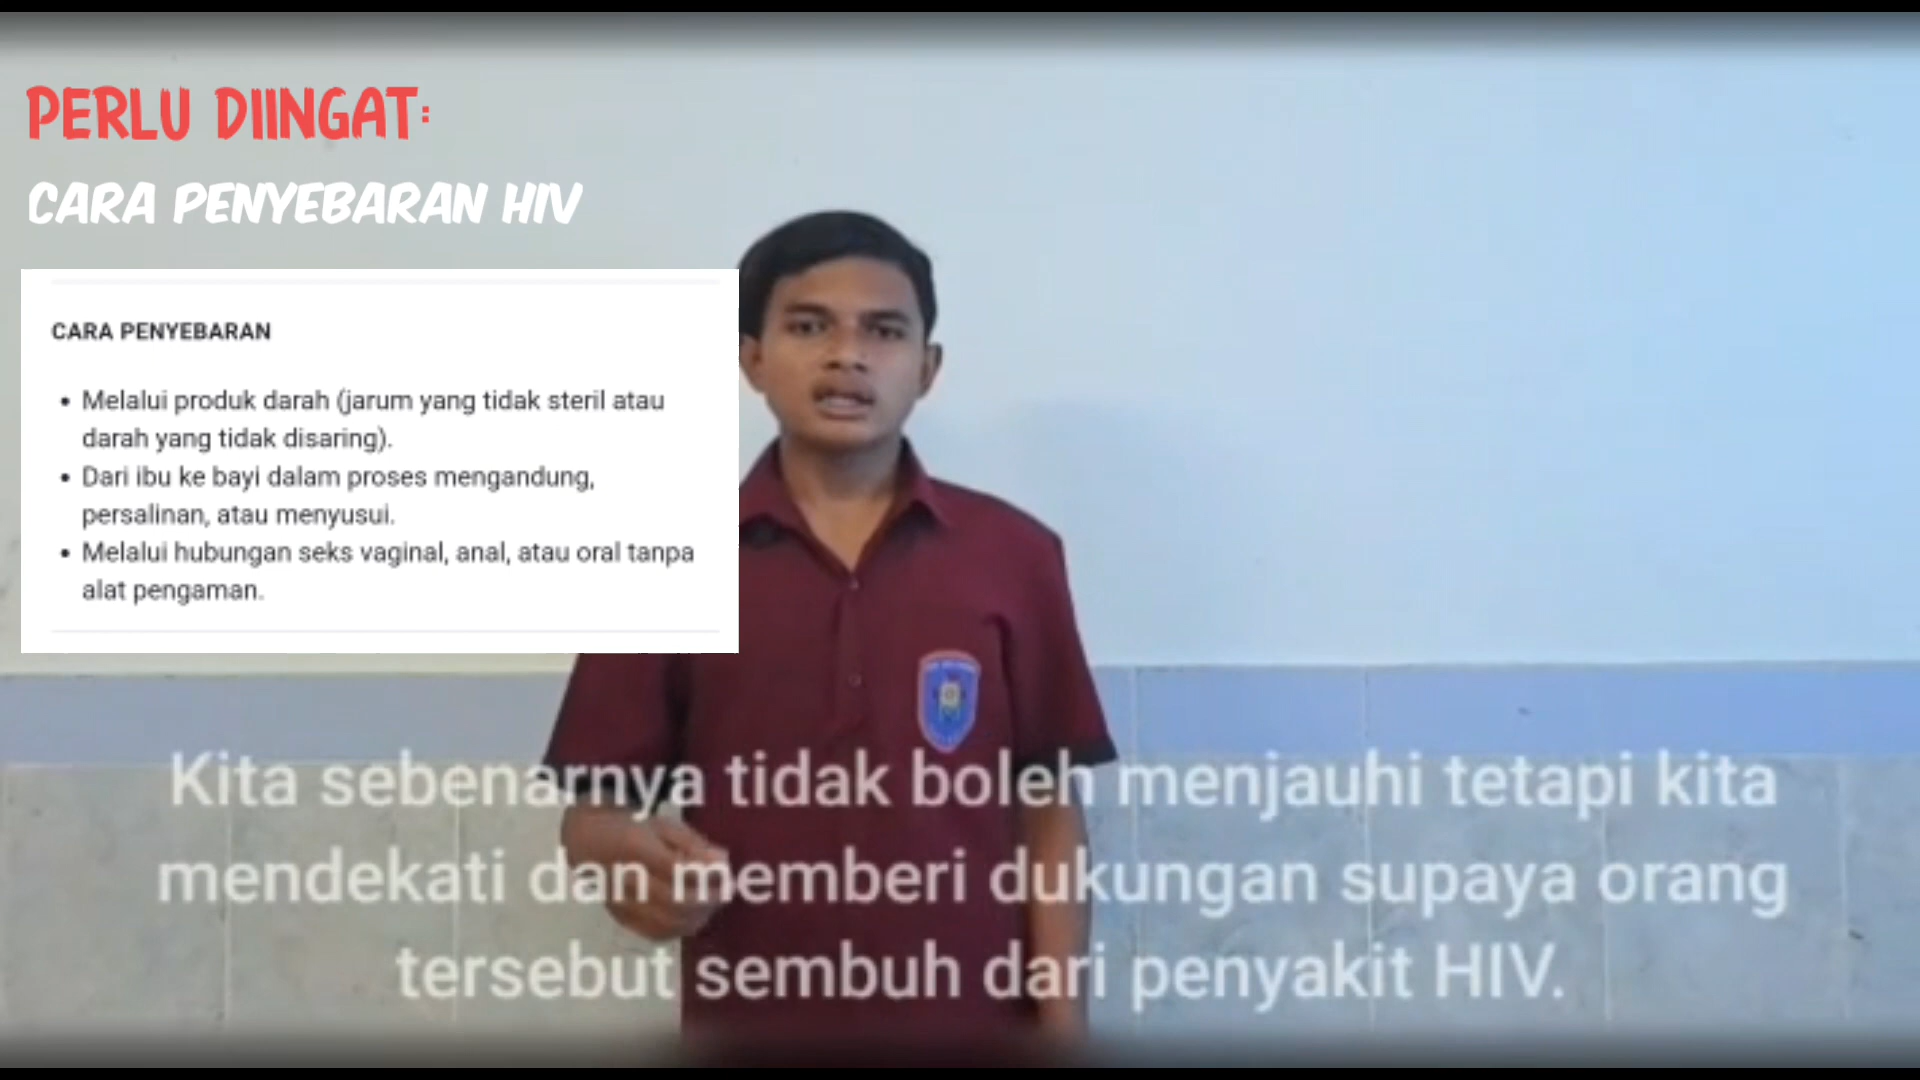 PERLU DIINGAT:
CARA PENYEBARAN HIV
CARA PENYEBARAN
• Melalui produk darah (jarum yang tidak steril atau
darah yang tidak disaring).
• Dari ibu ke bayi dalam proses mengandung,
persalinan, atau menyusui.
• Melalui hubungan seks vaginal, anal, atau oral tanpa
alat pengaman.
Kita sebenarnya tidak boleh menjauhi tetapi kita
mendekati dan memberi dukungan supaya orang
tersebut sembuh dari penyakit HIV.